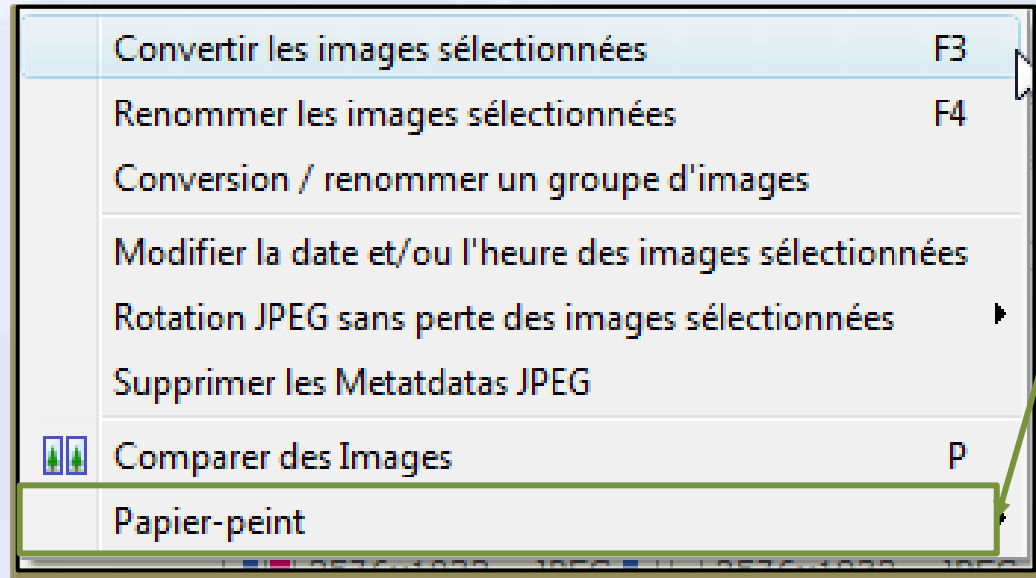 Convertir les images sélectionnées F3
Renommer les images sélectionnées F4
Conversion / renommer un groupe d'images
Modifier la date et/ou l'heure des images sélectionnées
Rotation JPEG sans perte des images sélectionnées
Supprimer les Metatdatas JPEG
Comparer des Images P
Papier-peint